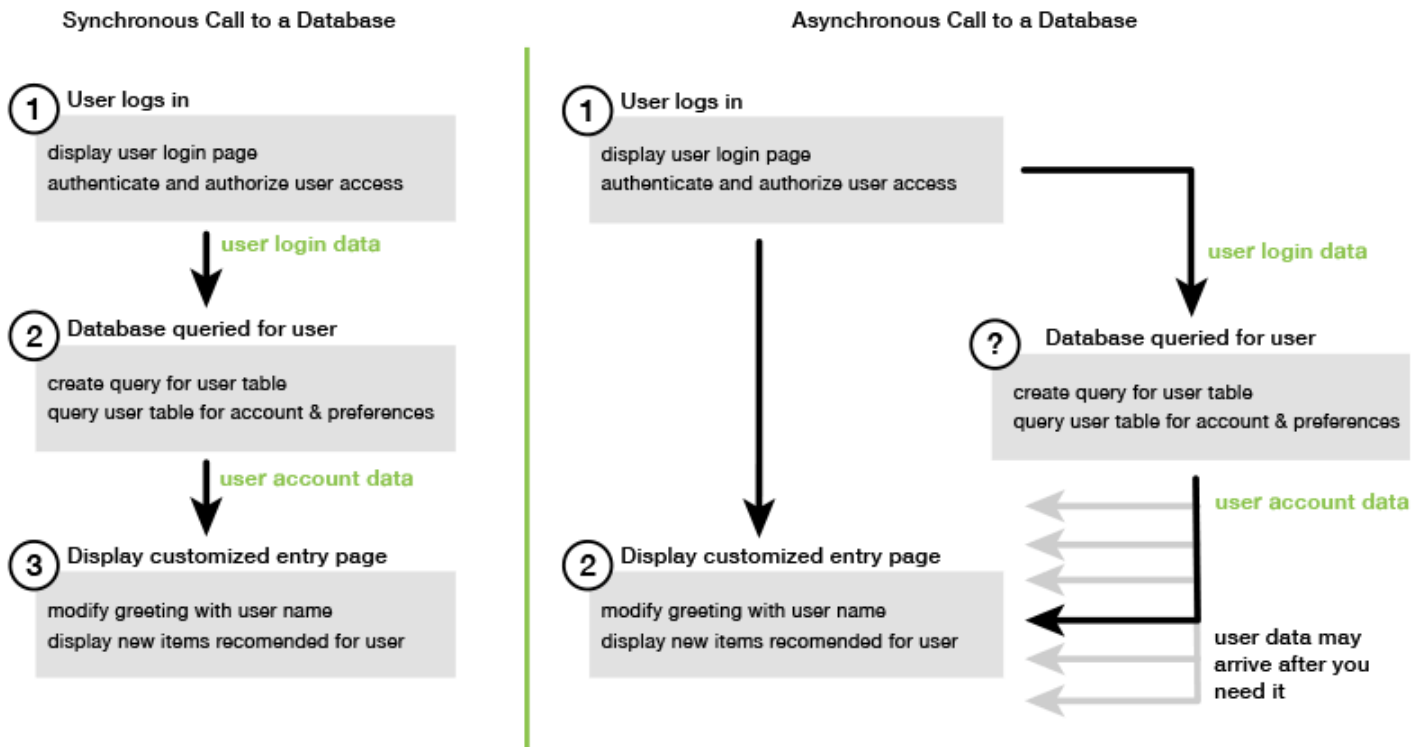 Synchronous Call to a Database
1
User logs in
display user login page
authenticate and authorize user access
user login data
2
Database queried for user
create query for user table
query user table for account & preferences
user account data
3
Display customized entry page
modify greeting with user name
display new items recomended for user
Asynchronous Call to a Database
1
User logs in
display user login page
authenticate and authorize user access
user login data
?
Database queried for user
create query for user table
query user table for account & preferences
user account data
2
Display customized entry page
modify greeting with user name
display new items recomended for user
user data may
arrive after you
need it